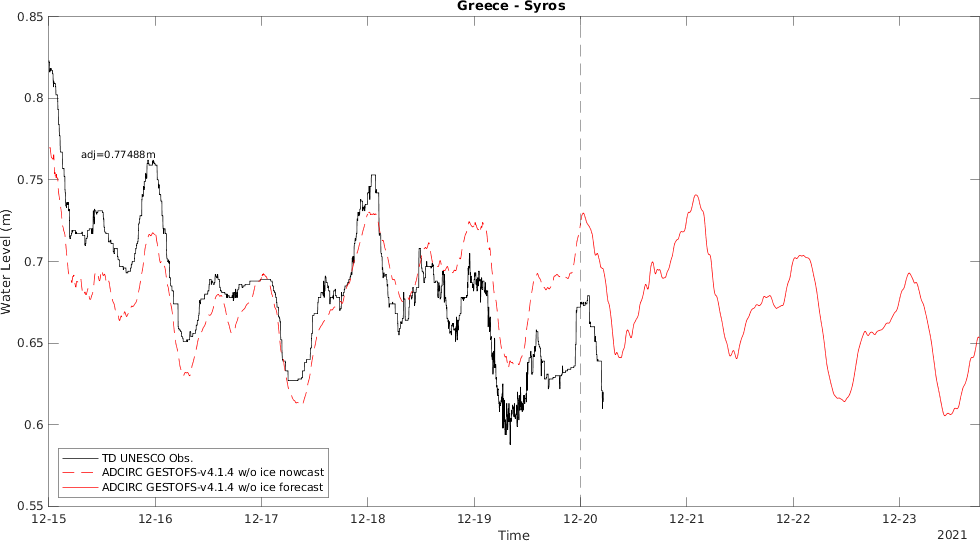 Greece - Syros
0.85
0.8
0.75
0.7
0.65
0.6
0.55
Water Level (m)
adj=0.77488m
TD UNESCO Obs.
ADCIRC GESTOFS-v4.1.4 w/o ice nowcast
ADCIRC GESTOFS-v4.1.4 w/o ice forecast
12-15 12-16 12-17 12-18 12-19 12-20 12-21 12-22 12-23
Time
2021